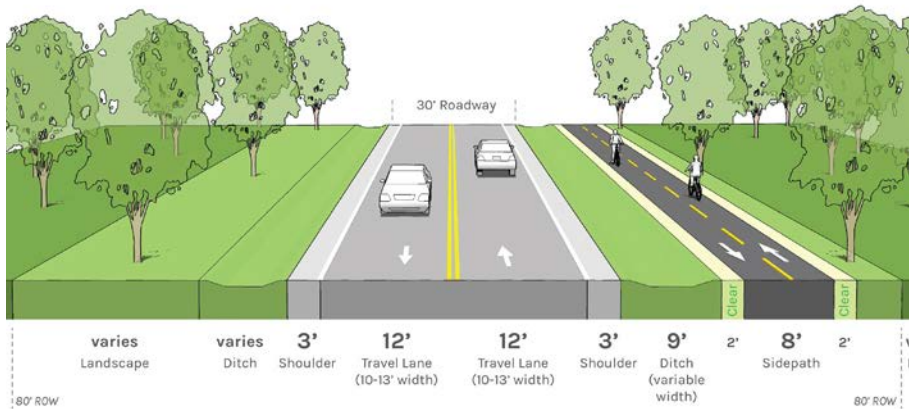 30' Roadway
Clear
Clear
varies
Landscape
varies
Ditch
3'
Shoulder
12'
Travel Lane
(10-13' width)
12'
Travel Lane
(10-13' width)
3'
Shoulder
9'
Ditch
(variable
width)
2'
8'
Sidepath
2'
80' ROW
80' ROW